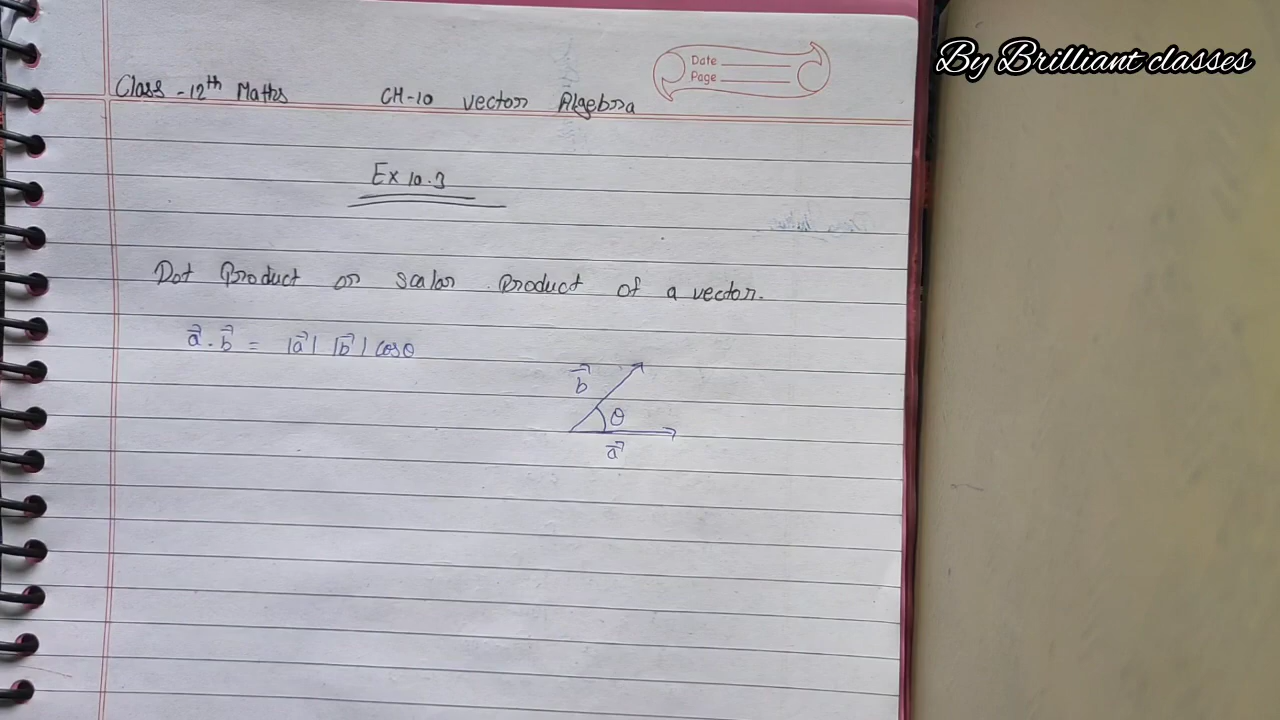 By Brilliant classes
Date
Page
Class -12th Maths CH-10 vector Algebra
Ex 10.3
Dot Product or scalar Product of a vector.
a⃗ . b⃗ = |a⃗| |b⃗| cosθ
b⃗
θ
a⃗